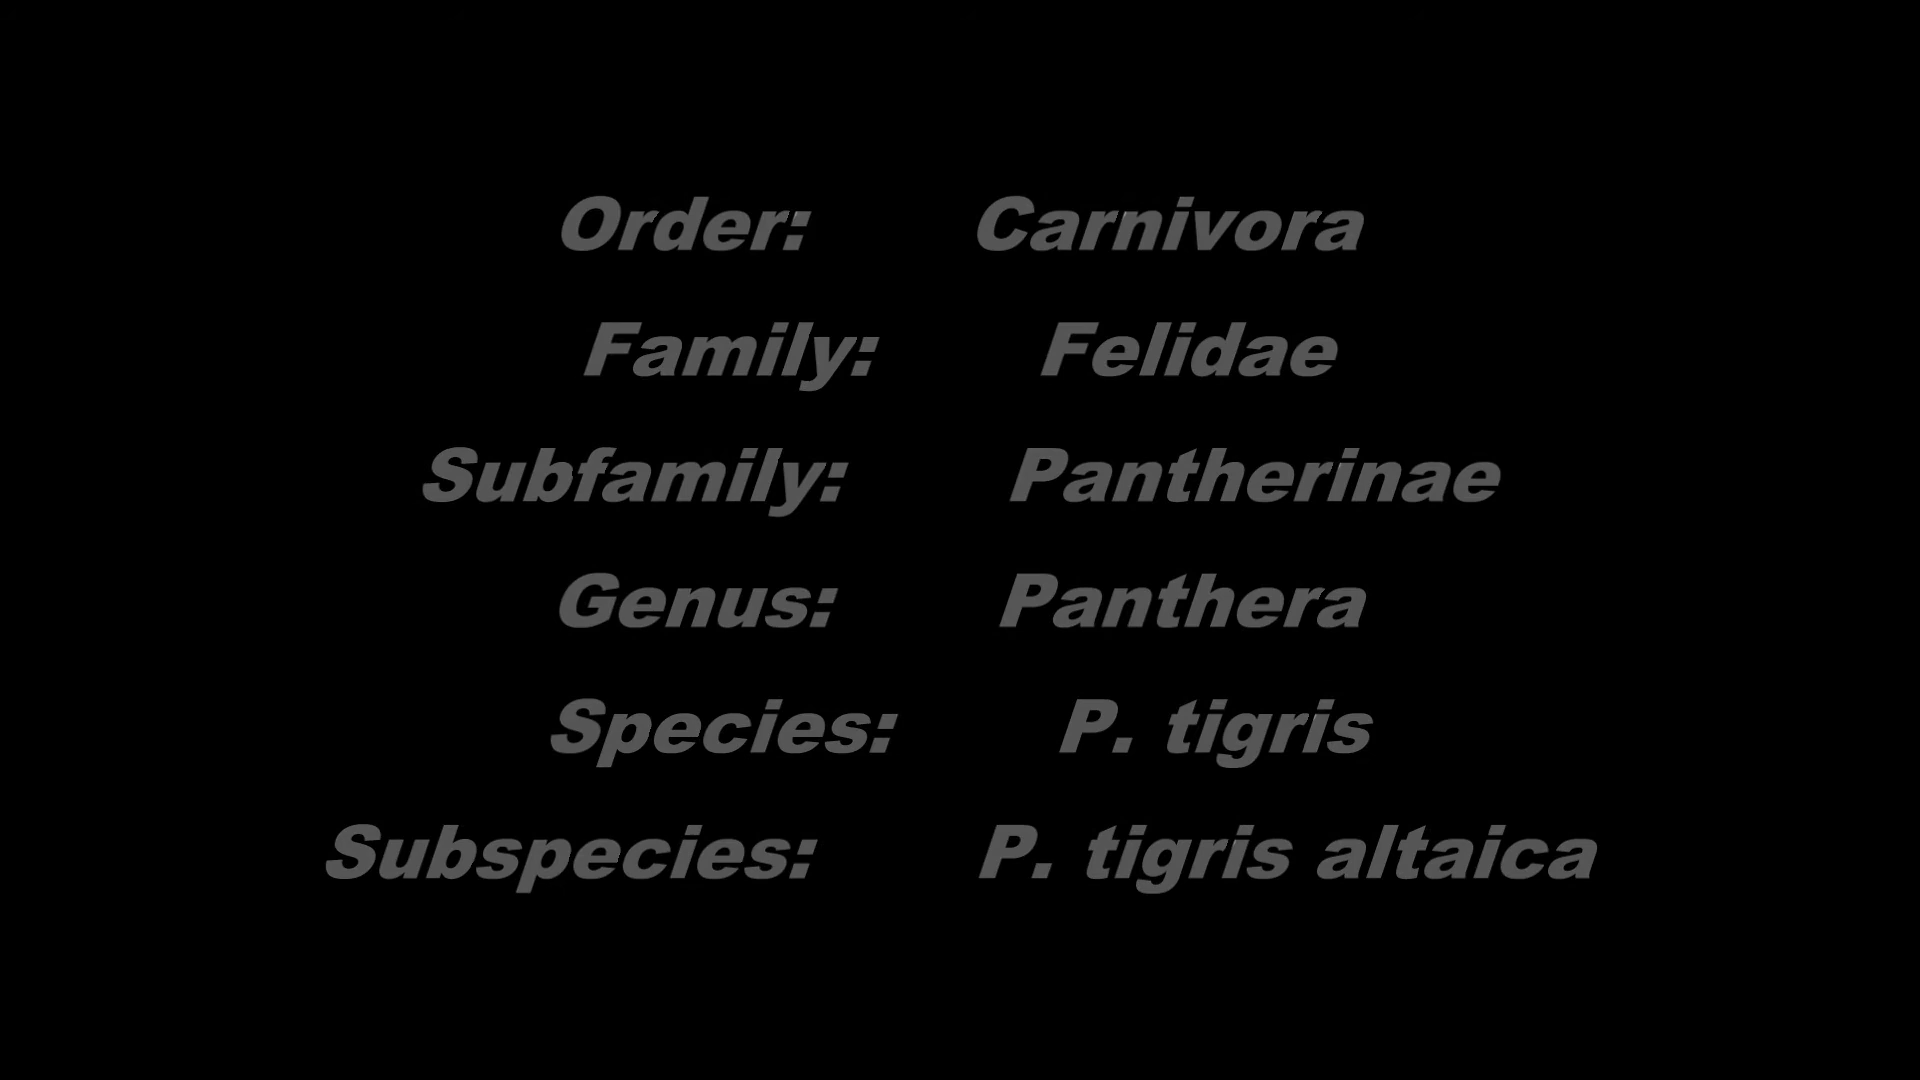 Order: Carnivora
Family: Felidae
Subfamily: Pantherinae
Genus: Panthera
Species: P. tigris
Subspecies: P. tigris altaica